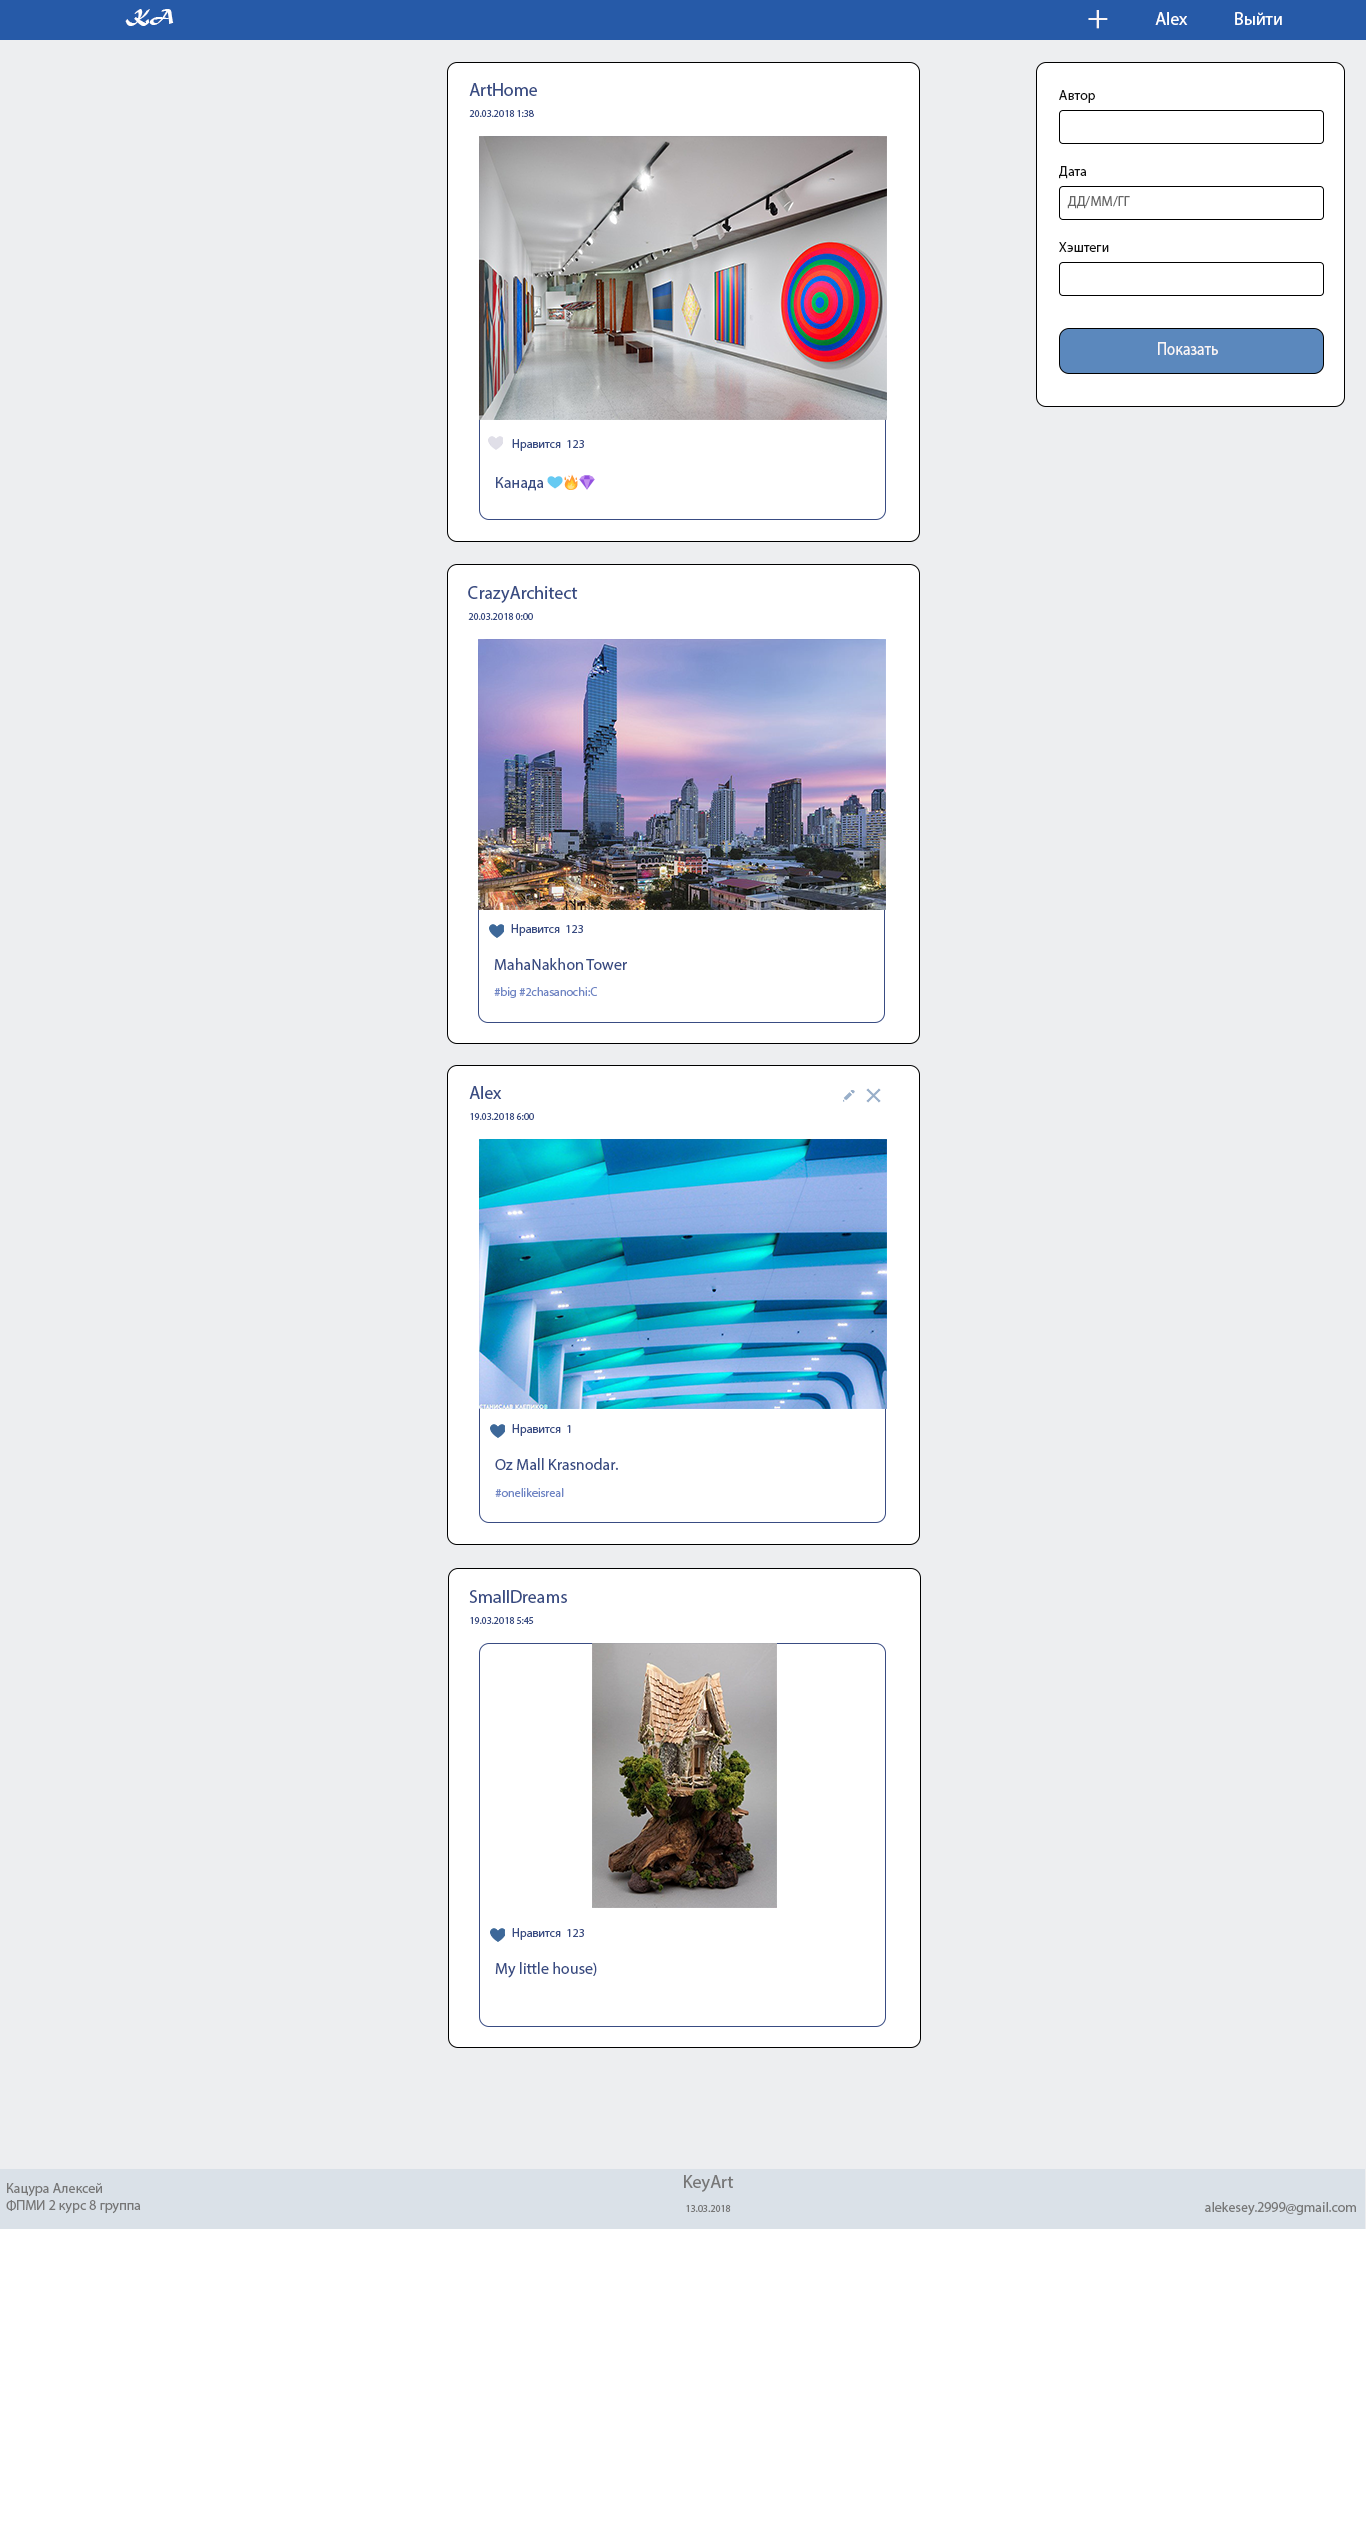 KA
Alex
Выйти
ArtHome
20.03.2018 1:38
Нравится 123
Канада
CrazyArchitect
20.03.2018 0:00
Нравится 123
MahaNakhon Tower
#big #2chasanochi:C
Alex
19.03.2018 6:00
СТАНИСЛАВ КЛЕПИКОВ
Нравится 1
Oz Mall Krasnodar.
#onelikeisreal
SmallDreams
19.03.2018 5:45
Нравится 123
My little house)
Автор
Дата
ДД/ММ/ГГ
Хэштеги
Показать
Кацура Алексей
ФПМИ 2 курс 8 группа
KeyArt
13.03.2018
alekesey.2999@gmail.com